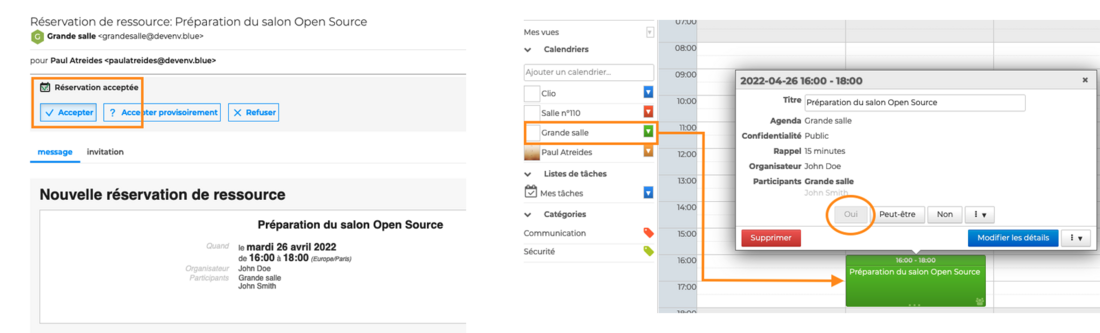 Réservation de ressource: Préparation du salon Open Source
G Grande salle <grandesalle@devenv.blue>
pour Paul Atreides <paulatreides@devenv.blue>
Réservation acceptée
Accepter
? Accepter provisoirement
Refuser
message
invitation
Nouvelle réservation de ressource
Préparation du salon Open Source
Quand le mardi 26 avril 2022
de 16:00 à 18:00 (Europe/Paris)
Organisateur John Doe
Participants Grande salle
John Smith
Mes vues
Calendriers
Ajouter un calendrier...
Clio
Salle n°110
Grande salle
Paul Atreides
Listes de tâches
Mes tâches
Catégories
Communication
Sécurité
07:00
08:00
09:00
10:00
11:00
12:00
13:00
14:00
15:00
16:00
17:00
18:00
2022-04-26 16:00 - 18:00
×
Titre Préparation du salon Open Source
Agenda Grande salle
Confidentialité Public
Rappel 15 minutes
Organisateur John Doe
Participants Grande salle
John Smith
Oui
Peut-être
Non
Supprimer
Modifier les détails
16:00 - 18:00
Préparation du salon Open Source